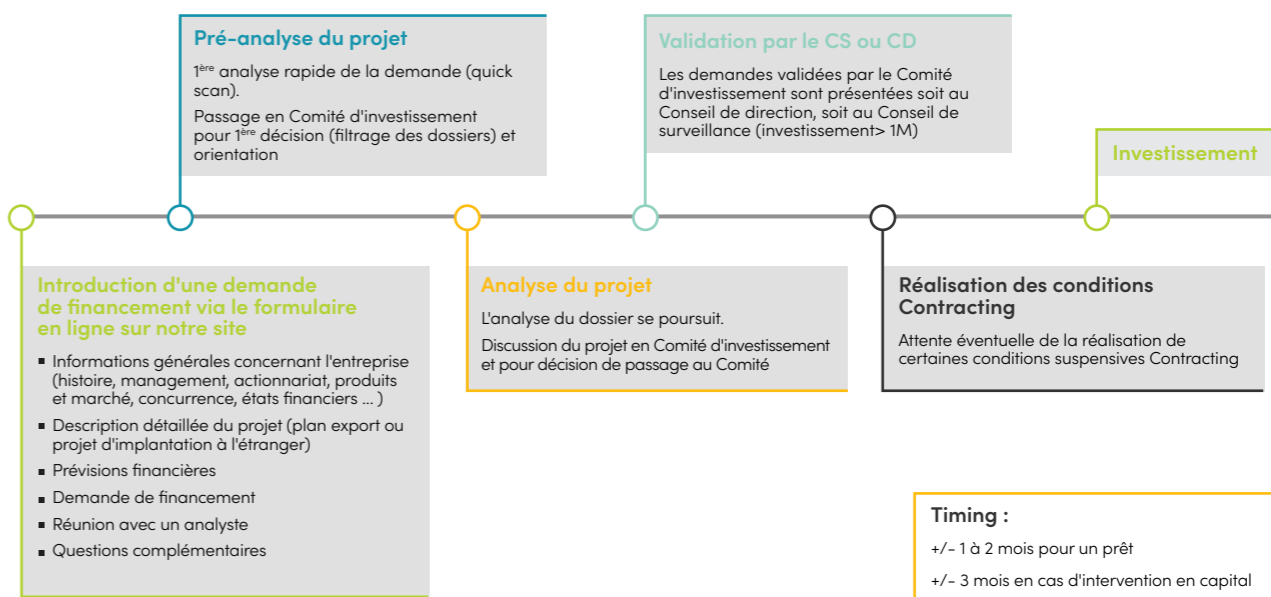 Pré-analyse du projet
1ère analyse rapide de la demande (quick
scan).
Passage en Comité d'investissement
pour 1ère décision (filtrage des dossiers) et
orientation
Validation par le CS ou CD
Les demandes validées par le Comité
d'investissement sont présentées soit au
Conseil de direction, soit au Conseil de
surveillance (investissement> 1M)
Investissement
Introduction d'une demande
de financement via le formulaire
en ligne sur notre site
▪ Informations générales concernant l'entreprise
(histoire, management, actionnariat, produits
et marché, concurrence, états financiers ... )
▪ Description détaillée du projet (plan export ou
projet d'implantation à l'étranger)
▪ Prévisions financières
▪ Demande de financement
▪ Réunion avec un analyste
▪ Questions complémentaires
Analyse du projet
L'analyse du dossier se poursuit.
Discussion du projet en Comité d'investissement
et pour décision de passage au Comité
Réalisation des conditions
Contracting
Attente éventuelle de la réalisation de
certaines conditions suspensives Contracting
Timing :
+/- 1 à 2 mois pour un prêt
+/- 3 mois en cas d'intervention en capital